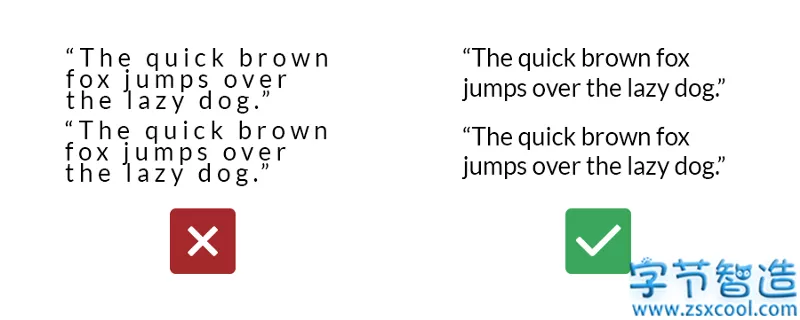 “The quick brown
fox jumps over
the lazy dog.”
“The quick brown
fox jumps over
the lazy dog.”
“The quick brown fox
jumps over the lazy dog.”
“The quick brown fox
jumps over the lazy dog.”
字节智造
www.zsxcool.com